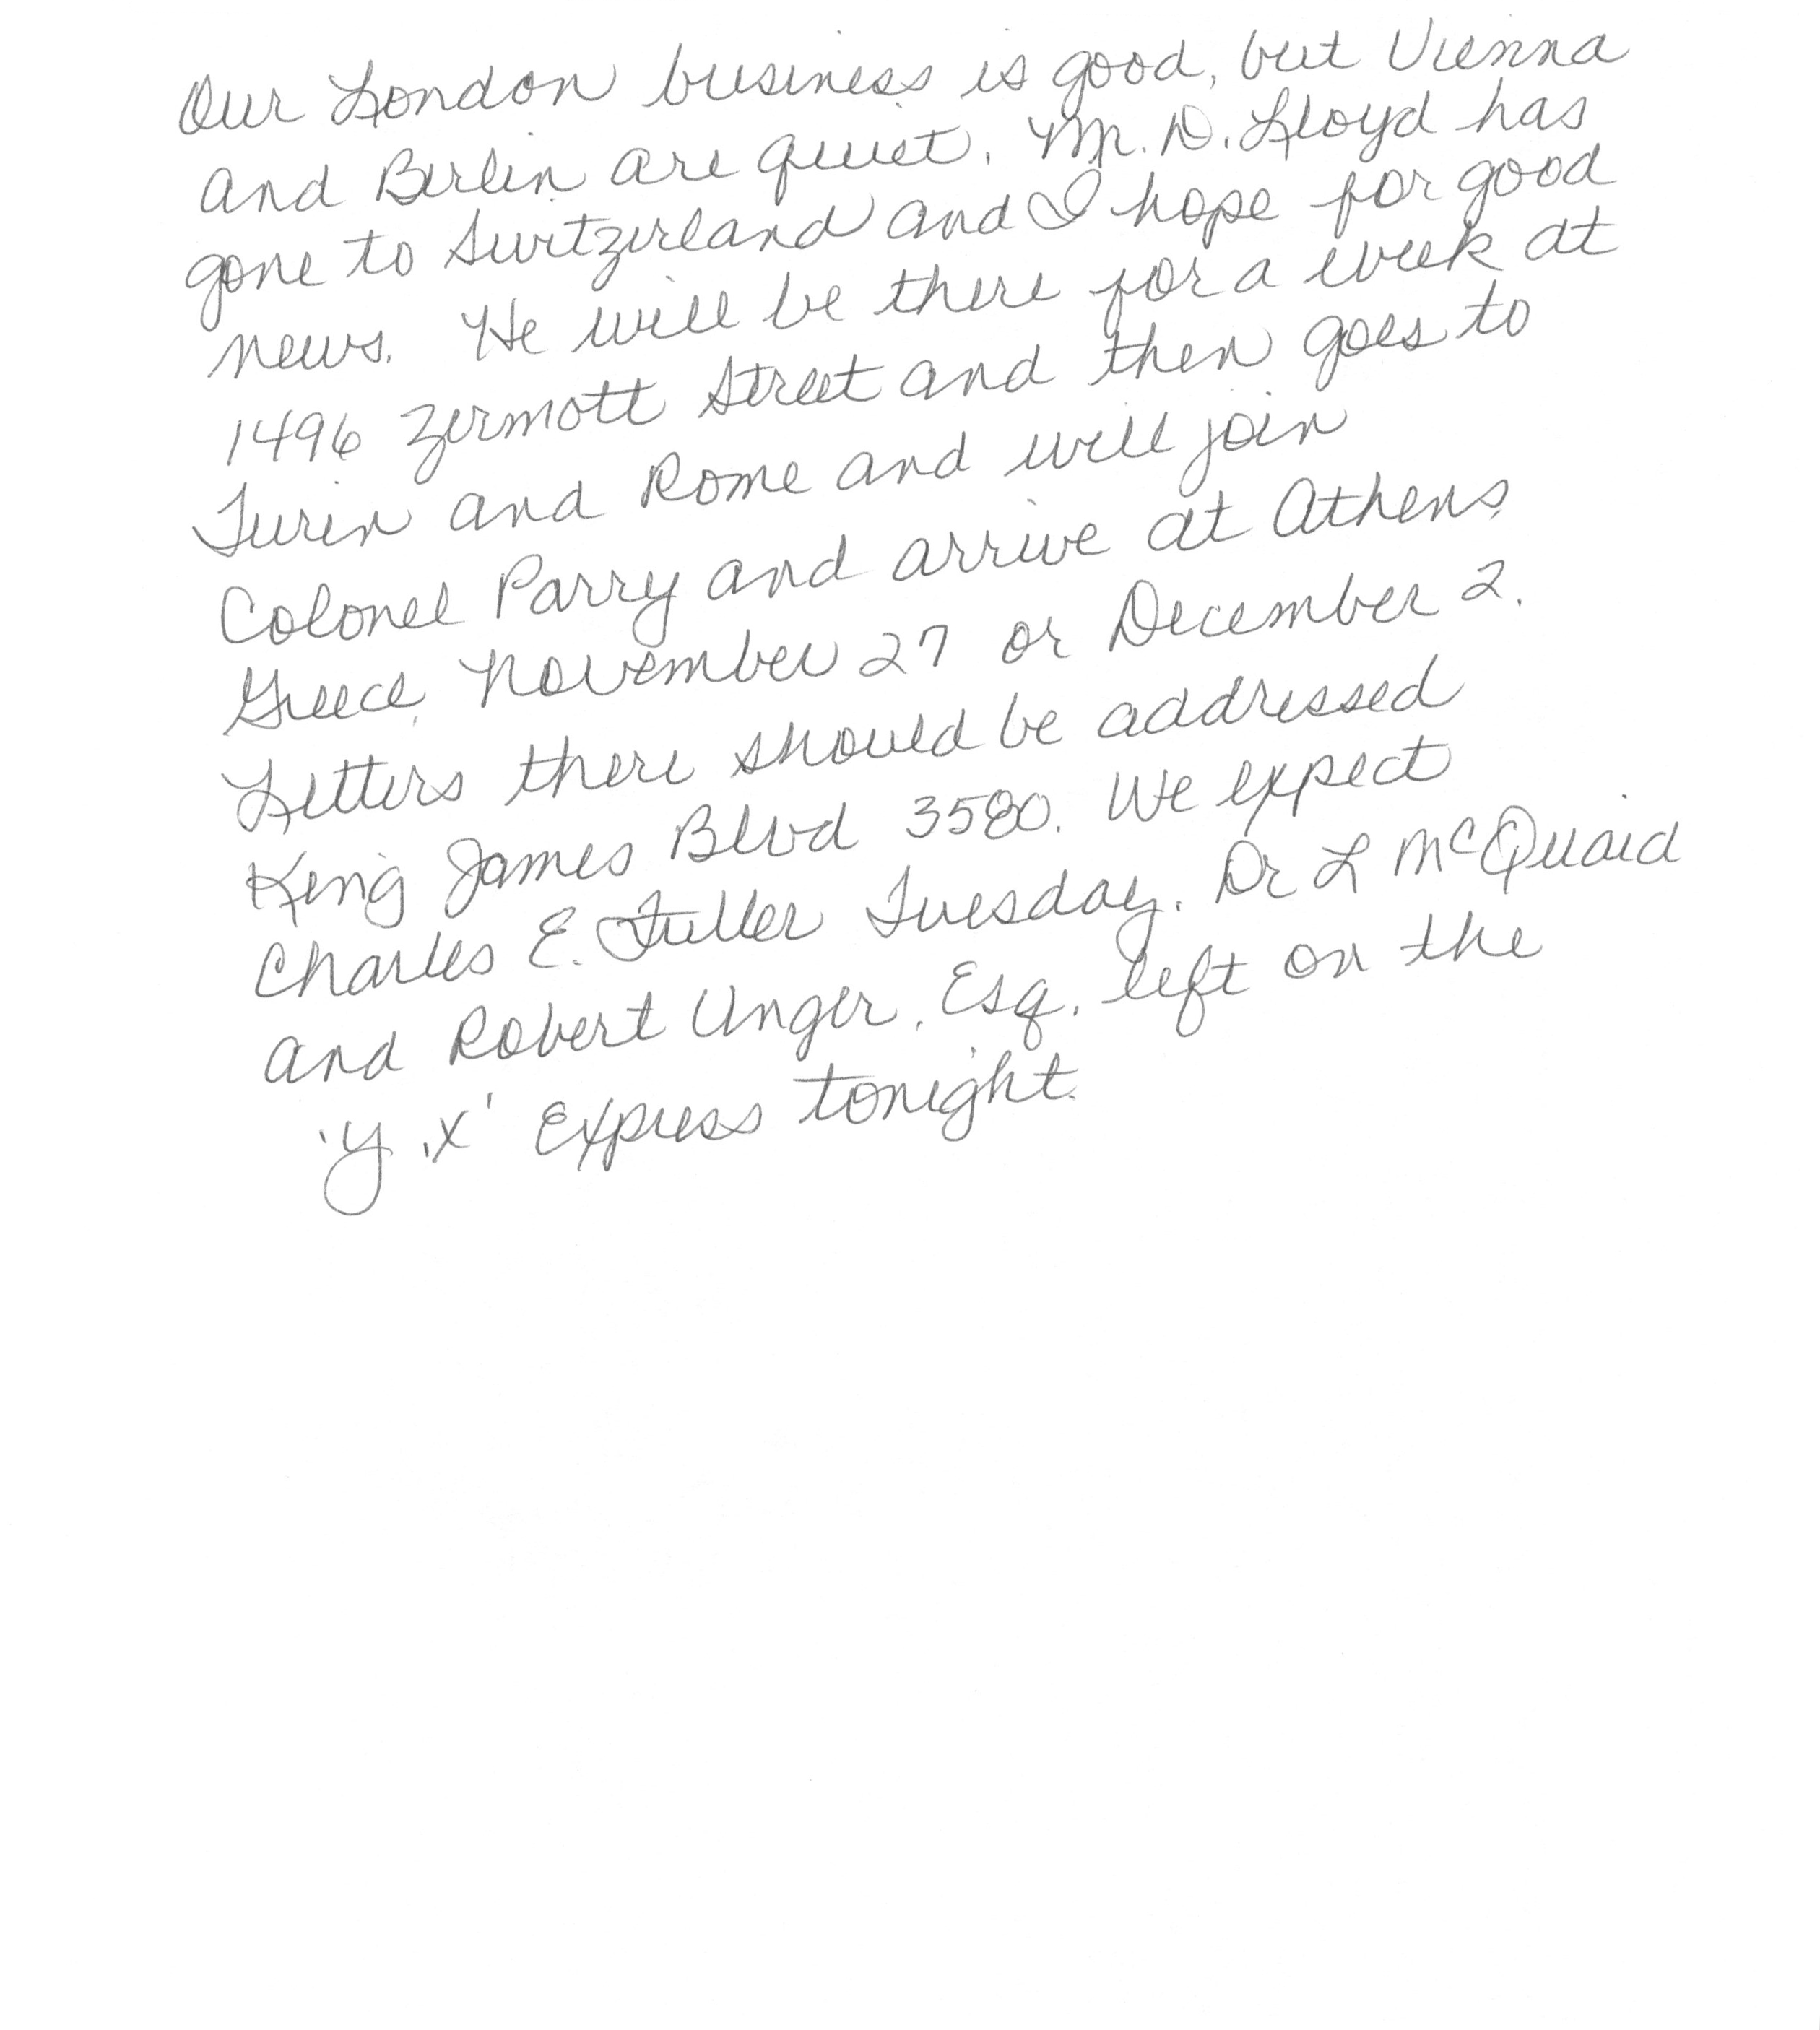 Our London business is good, but Vienna
and Berlin are quiet. Mr. D. Lloyd has
gone to Switzerland and I hope for good
news. He will be there for a week at
1496 Zermott Street and then goes to
Turin and Rome and will join
Colonel Parry and arrive at Athens,
Greece, November 27 or December 2.
Letters there should be addressed
King James Blvd 3580. We expect
Charles E. Fuller Tuesday. Dr L McQuaid
and Robert Unger, Esq. left on the
'Y.X' Express tonight.